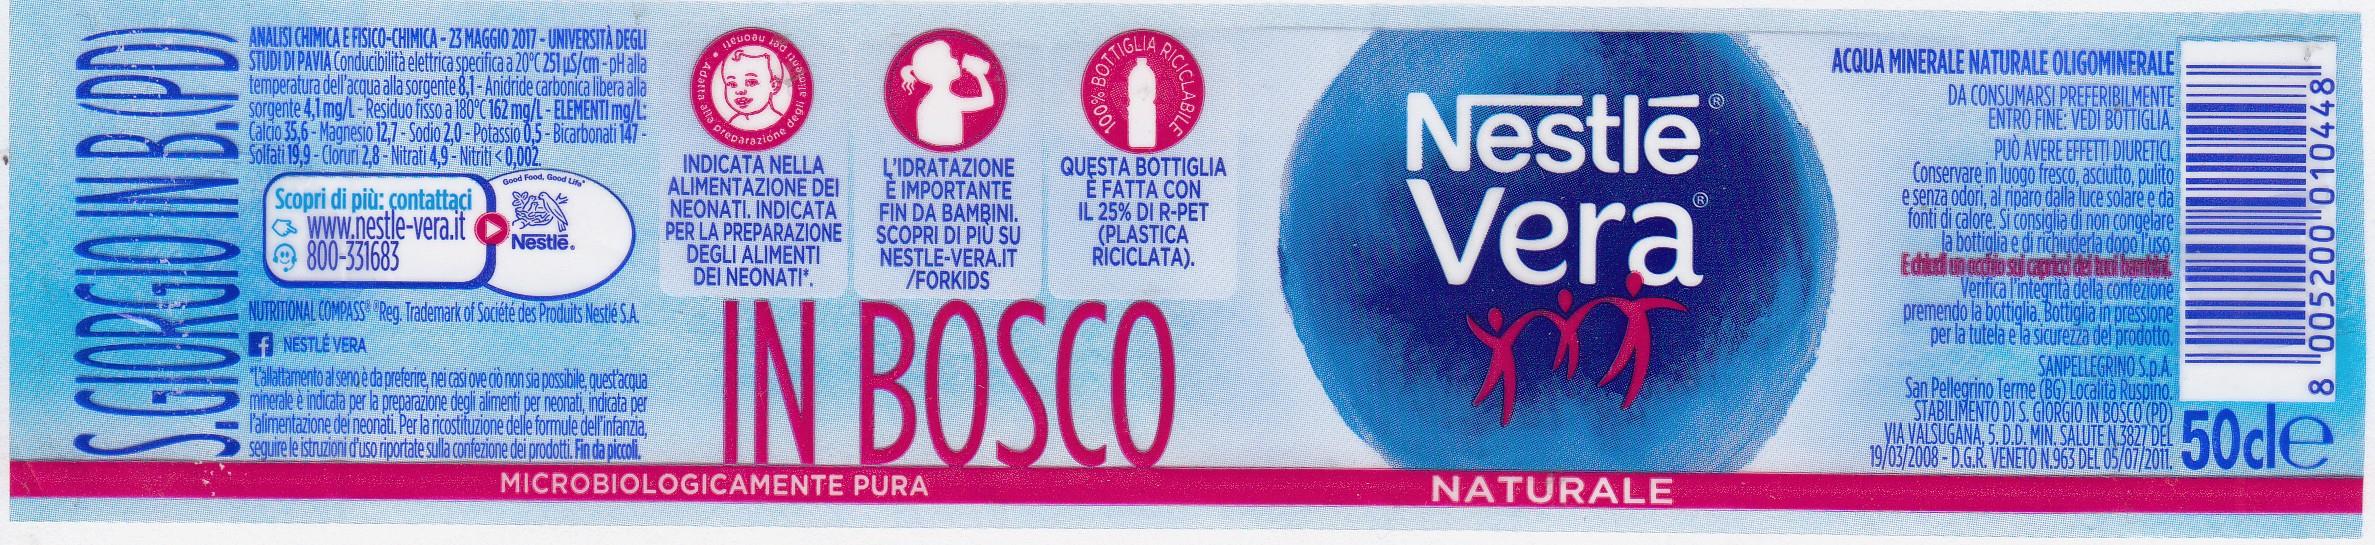 S.GIORGIO IN B.(PD)
ANALISI CHIMICA E FISICO-CHIMICA - 23 MAGGIO 2017 - UNIVERSITÀ DEGLI
STUDI DI PAVIA Conducibilità elettrica specifica a 20°C 251 µS/cm - pH alla
temperatura dell'acqua alla sorgente 8,1 - Anidride carbonica libera alla
sorgente 4,1 mg/L - Residuo fisso a 180°C 162 mg/L - ELEMENTI mg/L:
Calcio 35,6 - Magnesio 12,7 - Sodio 2,0 - Potassio 0,5 - Bicarbonati 147 -
Solfati 19,9 - Cloruri 2,8 - Nitrati 4,9 - Nitriti < 0,002.
Scopri di più: contattaci
www.nestle-vera.it
800-331683
Good Food, Good Life®
Nestlé®
NUTRITIONAL COMPASS® ®Reg. Trademark of Société des Produits Nestlé S.A.
f NESTLÉ VERA
*L'allattamento al seno è da preferire, nei casi ove ciò non sia possibile, quest'acqua
minerale è indicata per la preparazione degli alimenti per neonati, indicata per
l'alimentazione dei neonati. Per la ricostituzione delle formule dell'infanzia,
seguire le istruzioni d'uso riportate sulla confezione dei prodotti. Fin da piccoli.
Adatta alla preparazione degli alimenti per neonati
INDICATA NELLA
ALIMENTAZIONE DEI
NEONATI. INDICATA
PER LA PREPARAZIONE
DEGLI ALIMENTI
DEI NEONATI*.
L'IDRATAZIONE
È IMPORTANTE
FIN DA BAMBINI.
SCOPRI DI PIÙ SU
NESTLE-VERA.IT
/FORKIDS
100% BOTTIGLIA RICICLABILE
QUESTA BOTTIGLIA
È FATTA CON
IL 25% DI R-PET
(PLASTICA
RICICLATA).
IN BOSCO
MICROBIOLOGICAMENTE PURA
Nestlé®
Vera®
NATURALE
ACQUA MINERALE NATURALE OLIGOMINERALE
DA CONSUMARSI PREFERIBILMENTE
ENTRO FINE: VEDI BOTTIGLIA.
PUÒ AVERE EFFETTI DIURETICI.
Conservare in luogo fresco, asciutto, pulito
e senza odori, al riparo dalla luce solare e da
fonti di calore. Si consiglia di non congelare
la bottiglia e di richiuderla dopo l'uso.
E chiudi un occhio sui capricci dei tuoi bambini.
Verifica l'integrità della confezione
premendo la bottiglia. Bottiglia in pressione
per la tutela e la sicurezza del prodotto.
SANPELLEGRINO S.p.A.
San Pellegrino Terme (BG) Località Ruspino.
STABILIMENTO DI S. GIORGIO IN BOSCO (PD)
VIA VALSUGANA, 5. D.D. MIN. SALUTE N.3827 DEL
19/03/2008 - D.G.R. VENETO N.963 DEL 05/07/2011.
8 005200 010448
50cl e